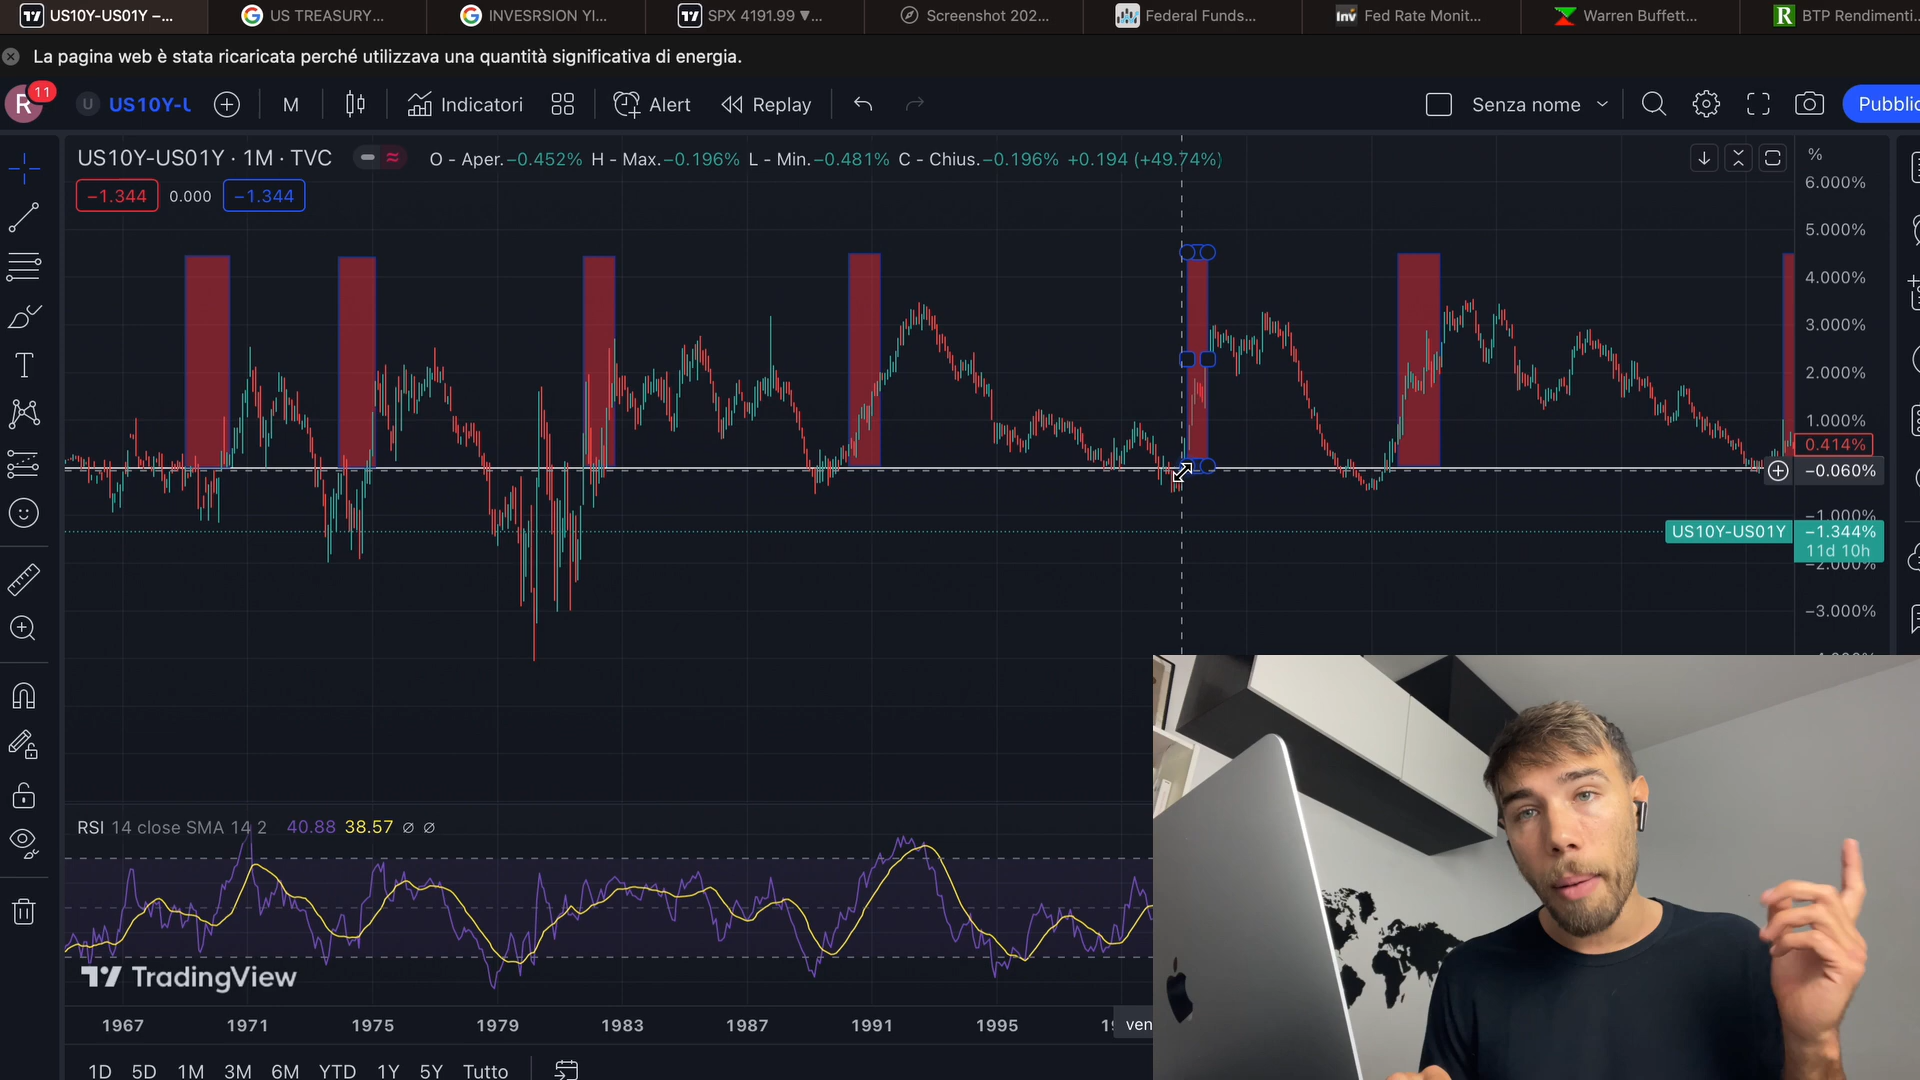 US10Y-US01Y –...
US TREASURY...
INVESRSION YI...
SPX 4191.99 ▼...
Screenshot 202...
Federal Funds...
Inv Fed Rate Monit...
Warren Buffett...
R BTP Rendimenti...
La pagina web è stata ricaricata perché utilizzava una quantità significativa di energia.
R 11
U US10Y-U
M
Indicatori
Alert
Replay
Senza nome
Pubblic
US10Y-US01Y · 1M · TVC
O - Aper.−0.452% H - Max.−0.196% L - Min.−0.481% C - Chius.−0.196% +0.194 (+49.74%)
−1.344 0.000 −1.344
%
6.000%
5.000%
4.000%
3.000%
2.000%
1.000%
0.414%
−0.060%
−1.000%
US10Y-US01Y −1.344%
11d 10h
−2.000%
−3.000%
RSI 14 close SMA 14 2 40.88 38.57 ∅ ∅
TradingView
1967 1971 1975 1979 1983 1987 1991 1995 ven
1D 5D 1M 3M 6M YTD 1Y 5Y Tutto